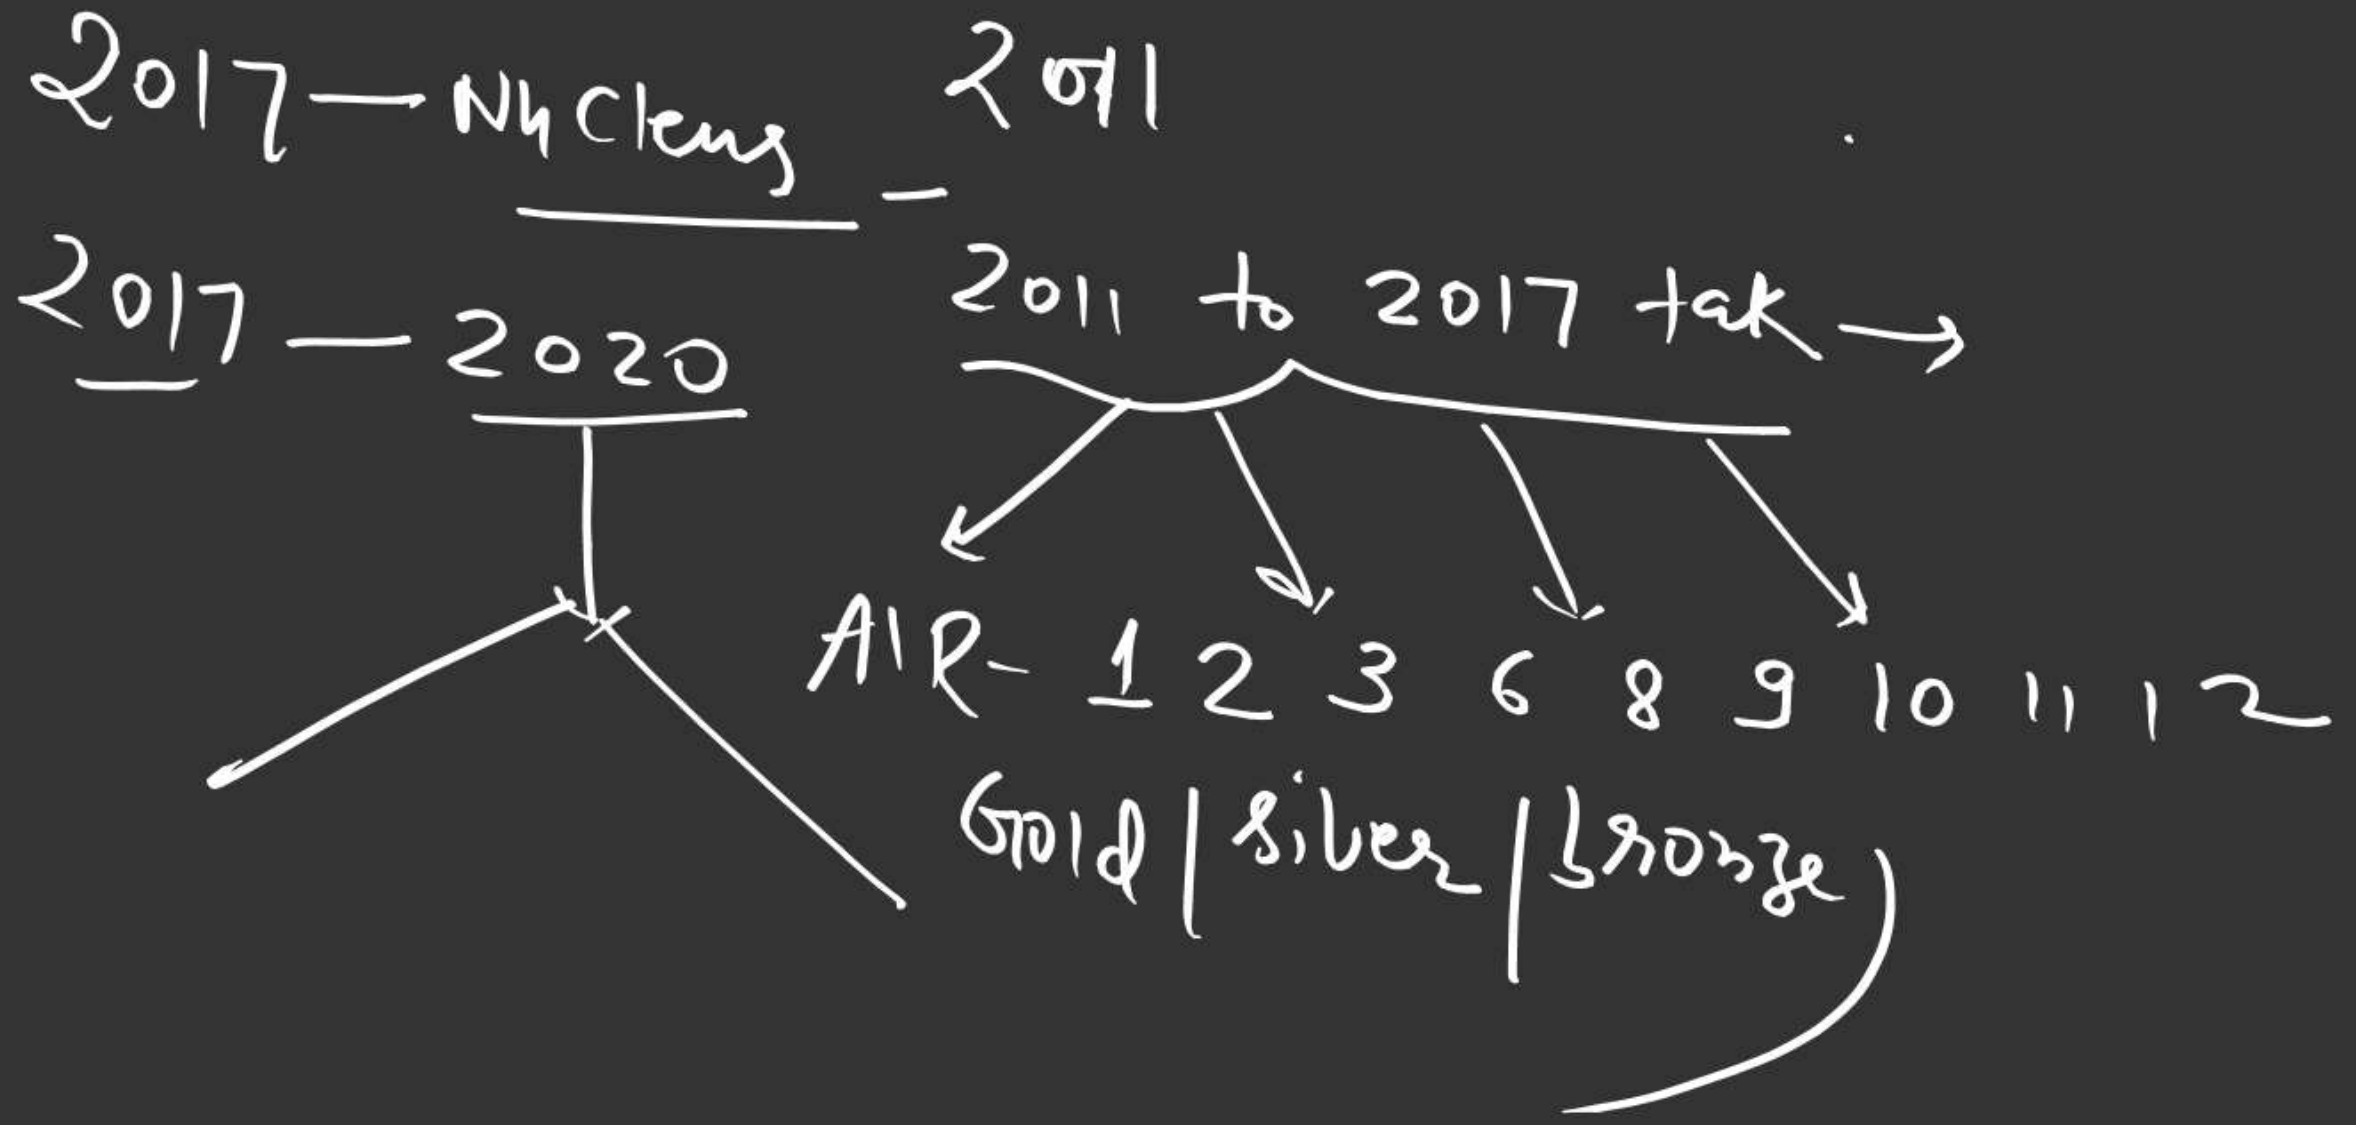 2017 — Nucleus - 2011
2017 — 2020
2011 to 2017 tak →
AIR - 1 2 3 6 8 9 10 11 12
Gold | Silver | bronze